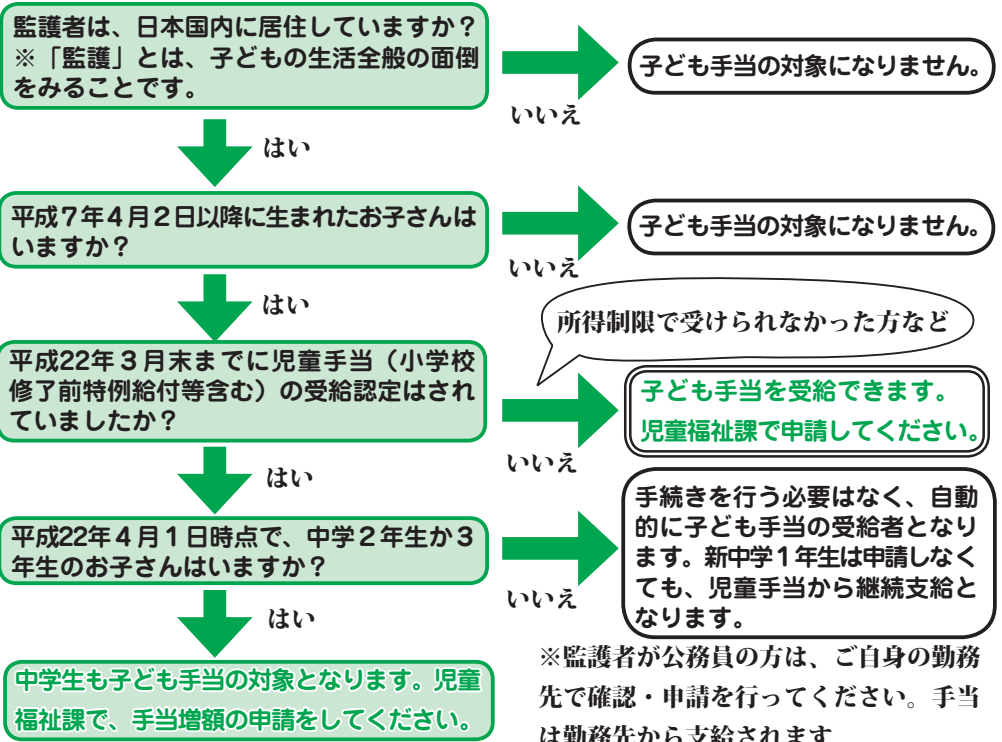 監護者は、日本国内に居住していますか？
※「監護」とは、子どもの生活全般の面倒
をみることです。
いいえ
子ども手当の対象になりません。
はい
平成７年４月２日以降に生まれたお子さんは
いますか？
いいえ
子ども手当の対象になりません。
はい
所得制限で受けられなかった方など
平成22年３月末までに児童手当（小学校
修了前特例給付等含む）の受給認定はされ
ていましたか？
いいえ
子ども手当を受給できます。
児童福祉課で申請してください。
はい
平成22年４月１日時点で、中学２年生か３
年生のお子さんはいますか？
いいえ
手続きを行う必要はなく、自動
的に子ども手当の受給者となり
ます。新中学１年生は申請しなく
ても、児童手当から継続支給と
なります。
はい
中学生も子ども手当の対象となります。児童
福祉課で、手当増額の申請をしてください。
※監護者が公務員の方は、ご自身の勤務
先で確認・申請を行ってください。手当
は勤務先から支給されます